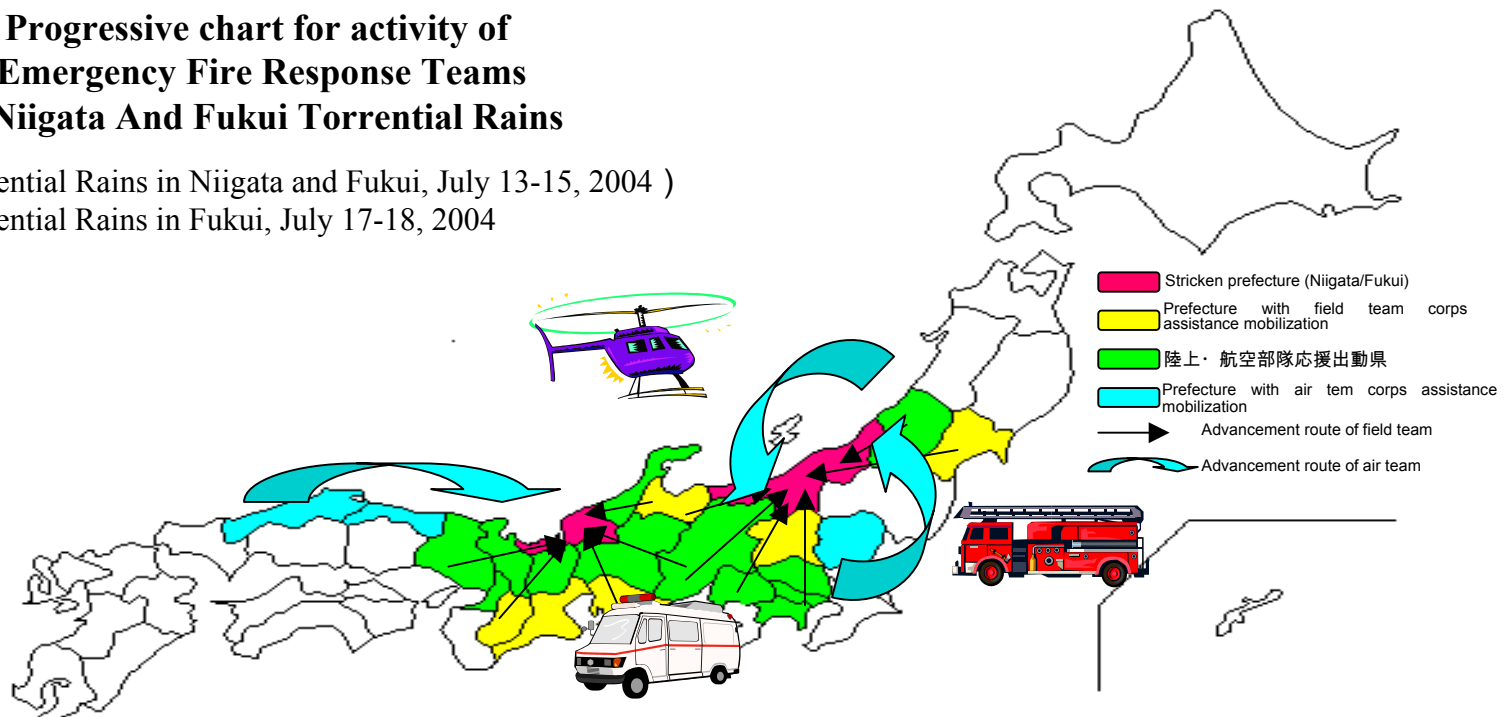 Progressive chart for activity of
Emergency Fire Response Teams
Niigata And Fukui Torrential Rains
ential Rains in Niigata and Fukui, July 13-15, 2004 )
ential Rains in Fukui, July 17-18, 2004
Stricken prefecture (Niigata/Fukui)
Prefecture with field team corps
assistance mobilization
陸上・航空部隊応援出動県
Prefecture with air tem corps assistance
mobilization
Advancement route of field team
Advancement route of air team